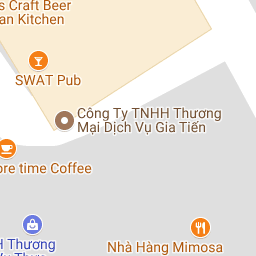 s Craft Beer
an Kitchen
SWAT Pub
Công Ty TNHH Thương
Mại Dịch Vụ Gia Tiến
ore time Coffee
H Thương
Nhà Hàng Mimosa